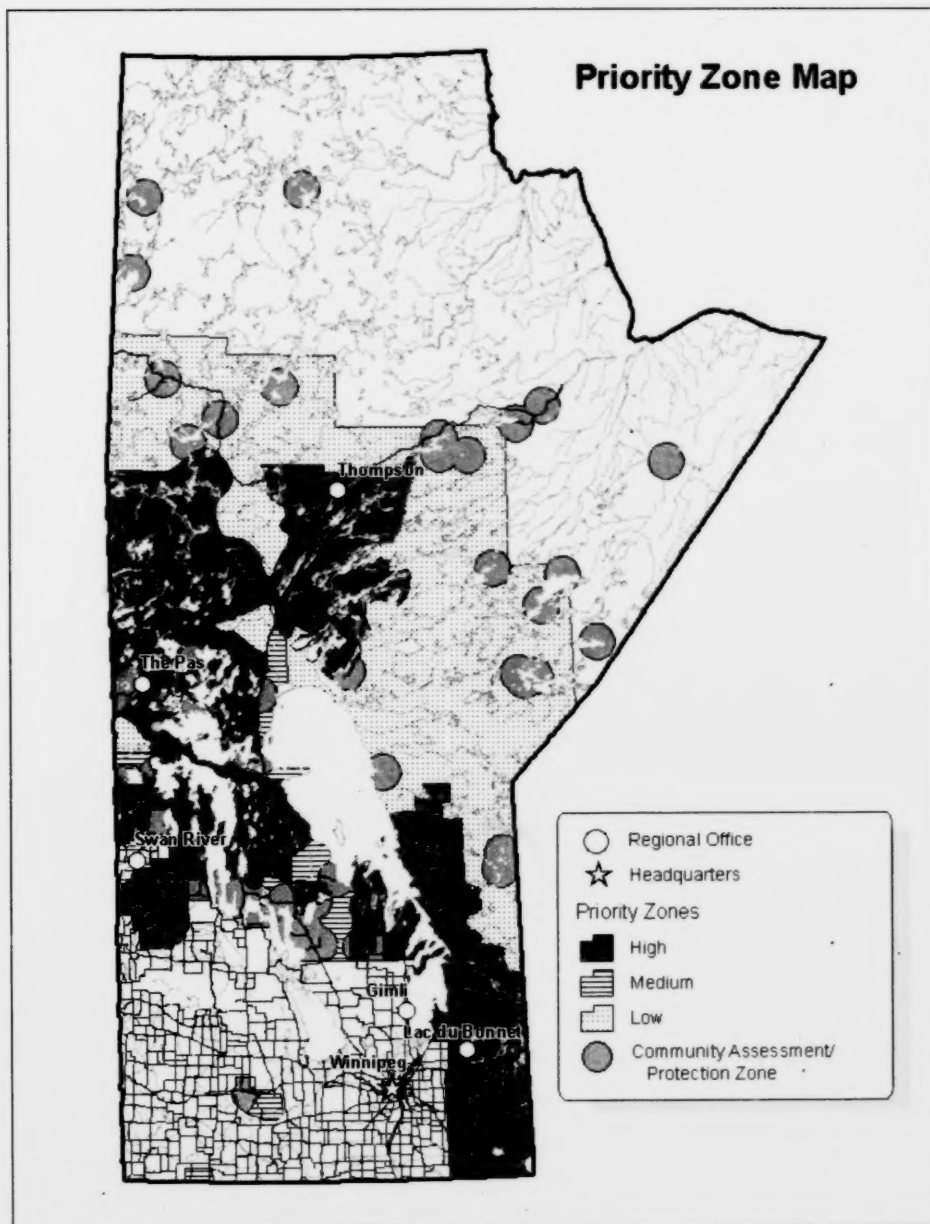 Priority Zone Map
Thompson
The Pas
Swan River
Gimli
Lac du Bonnet
Winnipeg
Regional Office
Headquarters
Priority Zones
High
Medium
Low
Community Assessment/
Protection Zone